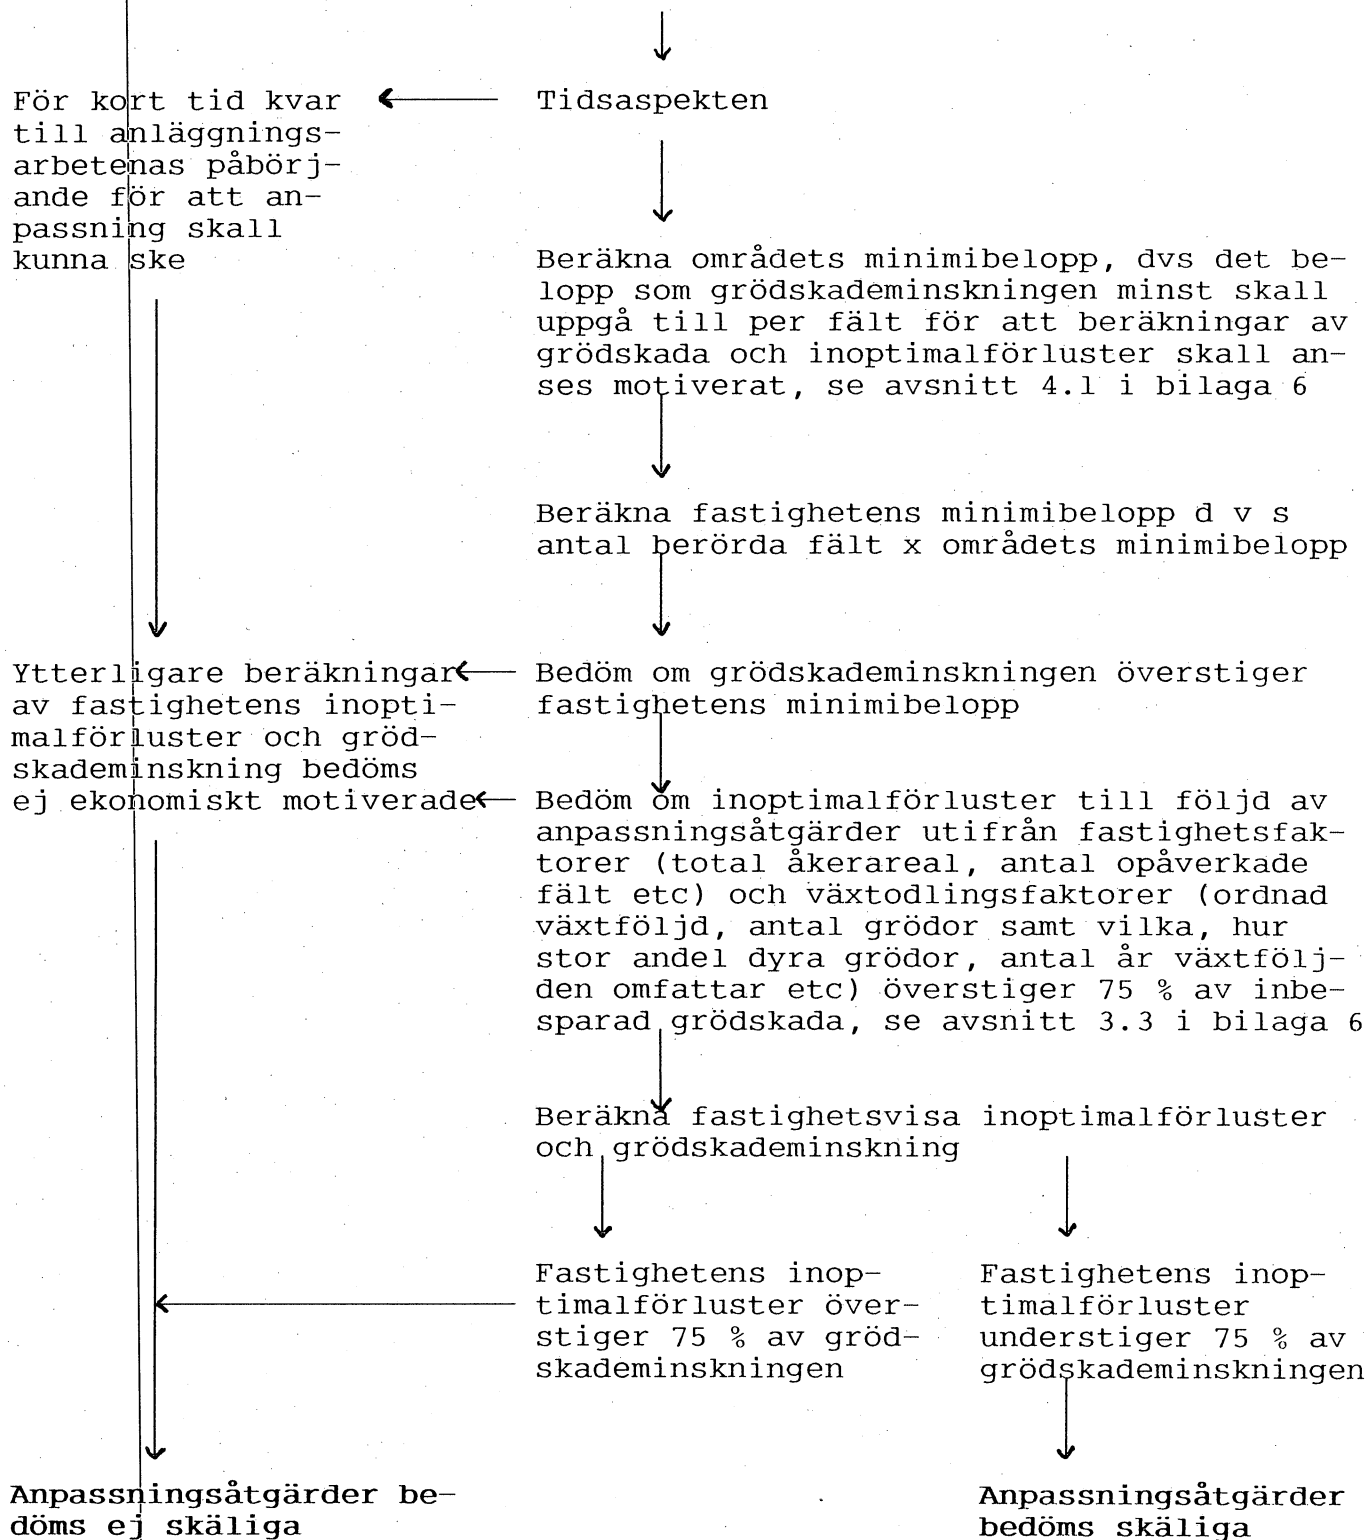 Tidsaspekten
För kort tid kvar
till anläggnings-
arbetenas påbörj-
ande för att an-
passning skall
kunna ske
Beräkna områdets minimibelopp, dvs det be-
lopp som grödskademinskningen minst skall
uppgå till per fält för att beräkningar av
grödskada och inoptimalförluster skall an-
ses motiverat, se avsnitt 4.1 i bilaga 6
Beräkna fastighetens minimibelopp d v s
antal berörda fält x områdets minimibelopp
Bedöm om grödskademinskningen överstiger
fastighetens minimibelopp
Ytterligare beräkningar
av fastighetens inopti-
malförluster och gröd-
skademinskning bedöms
ej ekonomiskt motiverade
Bedöm om inoptimalförluster till följd av
anpassningsåtgärder utifrån fastighetsfak-
torer (total åkerareal, antal opåverkade
fält etc) och växtodlingsfaktorer (ordnad
växtföljd, antal grödor samt vilka, hur
stor andel dyra grödor, antal år växtfölj-
den omfattar etc) överstiger 75 % av inbe-
sparad grödskada, se avsnitt 3.3 i bilaga 6
Beräkna fastighetsvisa inoptimalförluster
och grödskademinskning
Fastighetens inop-
timalförluster över-
stiger 75 % av gröd-
skademinskningen
Fastighetens inop-
timalförluster
understiger 75 % av
grödskademinskningen
Anpassningsåtgärder be-
döms ej skäliga
Anpassningsåtgärder
bedöms skäliga